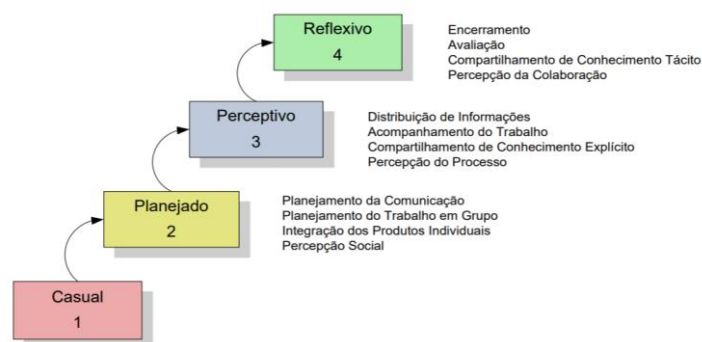 Reflexivo
4
Encerramento
Avaliação
Compartilhamento de Conhecimento Tácito
Percepção da Colaboração
Perceptivo
3
Distribuição de Informações
Acompanhamento do Trabalho
Compartilhamento de Conhecimento Explícito
Percepção do Processo
Planejado
2
Planejamento da Comunicação
Planejamento do Trabalho em Grupo
Integração dos Produtos Individuais
Percepção Social
Casual
1